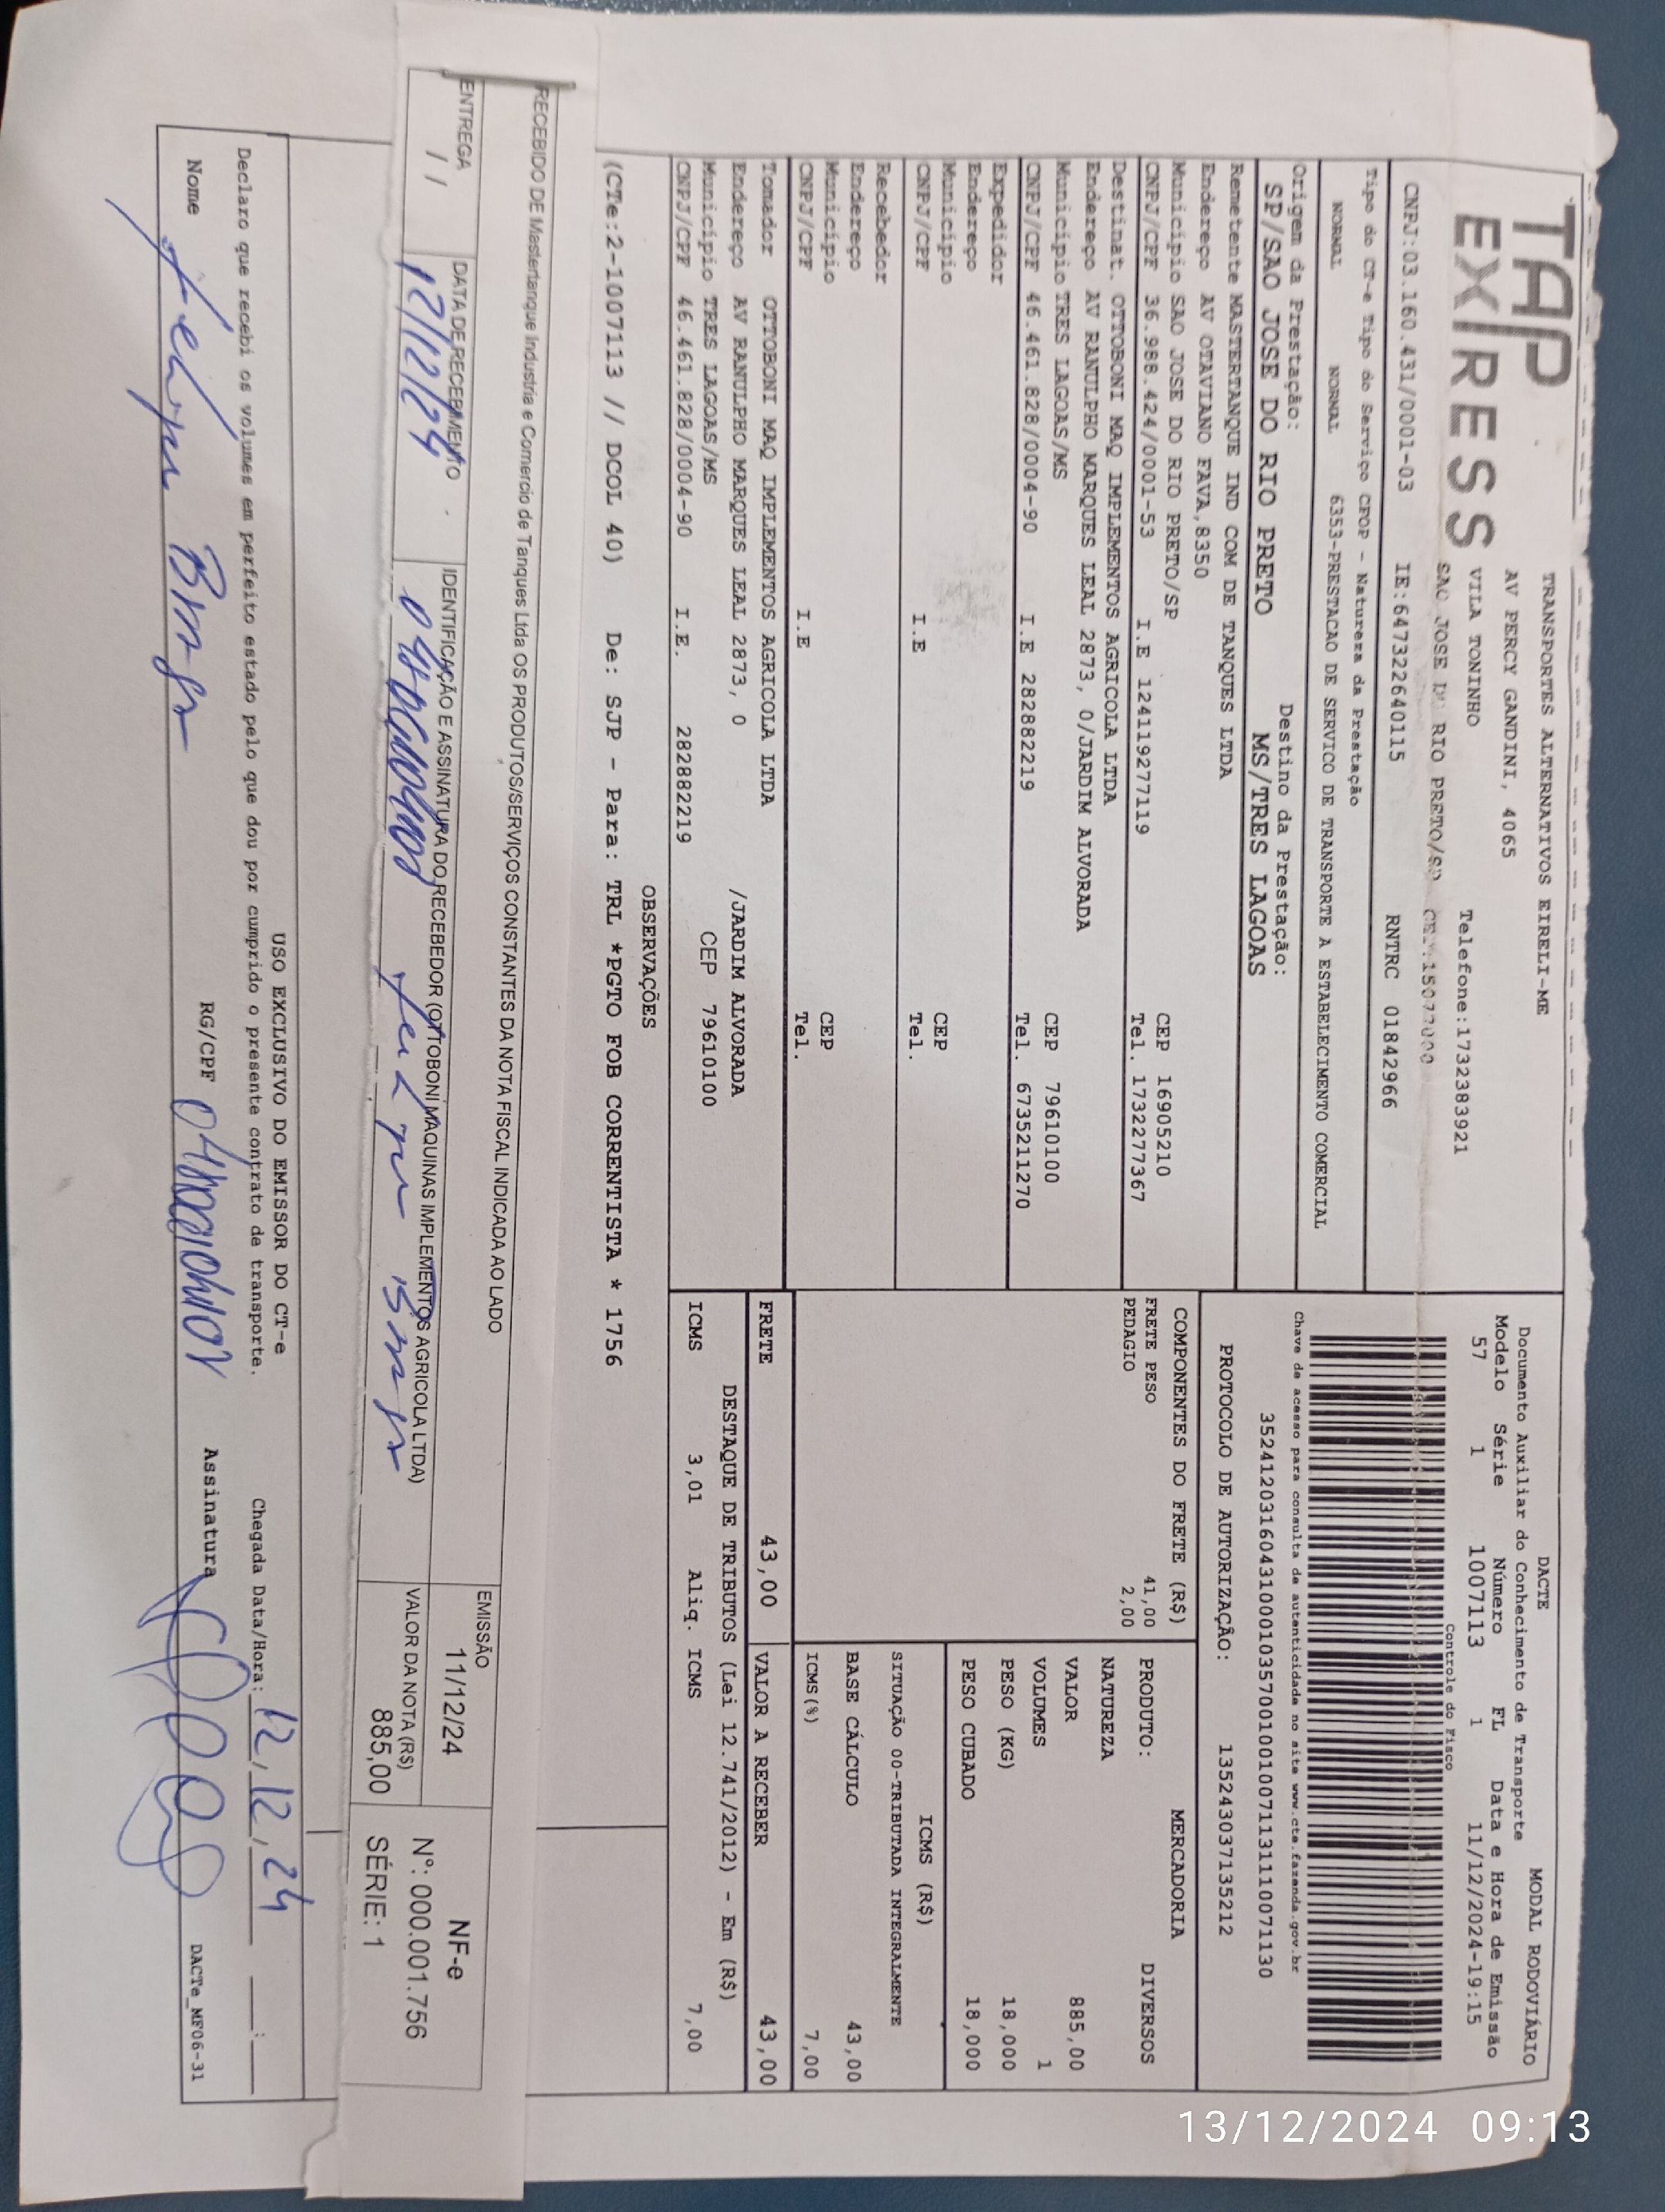 TAP
EXPRESS
TRANSPORTES ALTERNATIVOS EIRELI-ME
AV PERCY GANDINI, 4065
VILA TONINHO Telefone:1732383921
SAO JOSE DO RIO PRETO/SP CEP:15077000
CNPJ:03.160.431/0001-03 IE:647322640115 RNTRC 01842966
DACTE MODAL RODOVIÁRIO
Documento Auxiliar do Conhecimento de Transporte
Modelo Série Número FL Data e Hora de Emissão
57 1 1007113 1 11/12/2024-19:15
Controle do Fisco
Tipo do CT-e Tipo do Serviço CFOP - Natureza da Prestação
NORMAL NORMAL 6353-PRESTACAO DE SERVICO DE TRANSPORTE A ESTABELECIMENTO COMERCIAL
Chave de acesso para consulta de autenticidade no site www.cte.fazenda.gov.br
35241203160431000103570010010071131110071130
Origem da Prestação: Destino da Prestação:
SP/SAO JOSE DO RIO PRETO MS/TRES LAGOAS
PROTOCOLO DE AUTORIZAÇÃO: 135243037135212
Remetente MASTERTANQUE IND COM DE TANQUES LTDA
Endereço AV OTAVIANO FAVA,8350
Município SAO JOSE DO RIO PRETO/SP CEP 16905210
CNPJ/CPF 36.988.424/0001-53 I.E 124119277119 Tel. 1732277367
Destinat. OTTOBONI MAQ IMPLEMENTOS AGRICOLA LTDA
Endereço AV RANULPHO MARQUES LEAL 2873, 0/JARDIM ALVORADA
Município TRES LAGOAS/MS CEP 79610100
CNPJ/CPF 46.461.828/0004-90 I.E 282882219 Tel. 6735211270
Expedidor
Endereço
Município CEP
CNPJ/CPF I.E Tel.
Recebedor
Endereço
Município CEP
CNPJ/CPF I.E Tel.
Tomador OTTOBONI MAQ IMPLEMENTOS AGRICOLA LTDA
Endereço AV RANULPHO MARQUES LEAL 2873, 0 /JARDIM ALVORADA
Município TRES LAGOAS/MS CEP 79610100
CNPJ/CPF 46.461.828/0004-90 I.E. 282882219
COMPONENTES DO FRETE (R$)
FRETE PESO 41,00
PEDAGIO 2,00
MERCADORIA
PRODUTO: DIVERSOS
NATUREZA
VALOR 885,00
VOLUMES 1
PESO (KG) 18,000
PESO CUBADO 18,000
ICMS (R$)
SITUAÇÃO 00-TRIBUTADA INTEGRALMENTE
BASE CÁLCULO 43,00
ICMS(%) 7,00
FRETE 43,00 VALOR A RECEBER 43,00
DESTAQUE DE TRIBUTOS (Lei 12.741/2012) - Em (R$)
ICMS 3,01 Aliq. ICMS 7,00
OBSERVAÇÕES
(CTe:2-1007113 // DCOL 40) De: SJP - Para: TRL *PGTO FOB CORRENTISTA * 1756
RECEBIDO DE Mastertanque Industria e Comercio de Tanques Ltda OS PRODUTOS/SERVIÇOS CONSTANTES DA NOTA FISCAL INDICADA AO LADO
ENTREGA DATA DE RECEBIMENTO IDENTIFICAÇÃO E ASSINATURA DO RECEBEDOR (OTTOBONI MAQUINAS IMPLEMENTOS AGRICOLA LTDA)
/ / 12/12/24
EMISSÃO
11/12/24
VALOR DA NOTA (R$)
885,00
NF-e
N°: 000.001.756
SÉRIE: 1
USO EXCLUSIVO DO EMISSOR DO CT-e
Declaro que recebi os volumes em perfeito estado pelo que dou por cumprido o presente contrato de transporte. Chegada Data/Hora: 12,12,24 __:__
Nome RG/CPF Assinatura
DACTe_MF06-31
13/12/2024 09:13